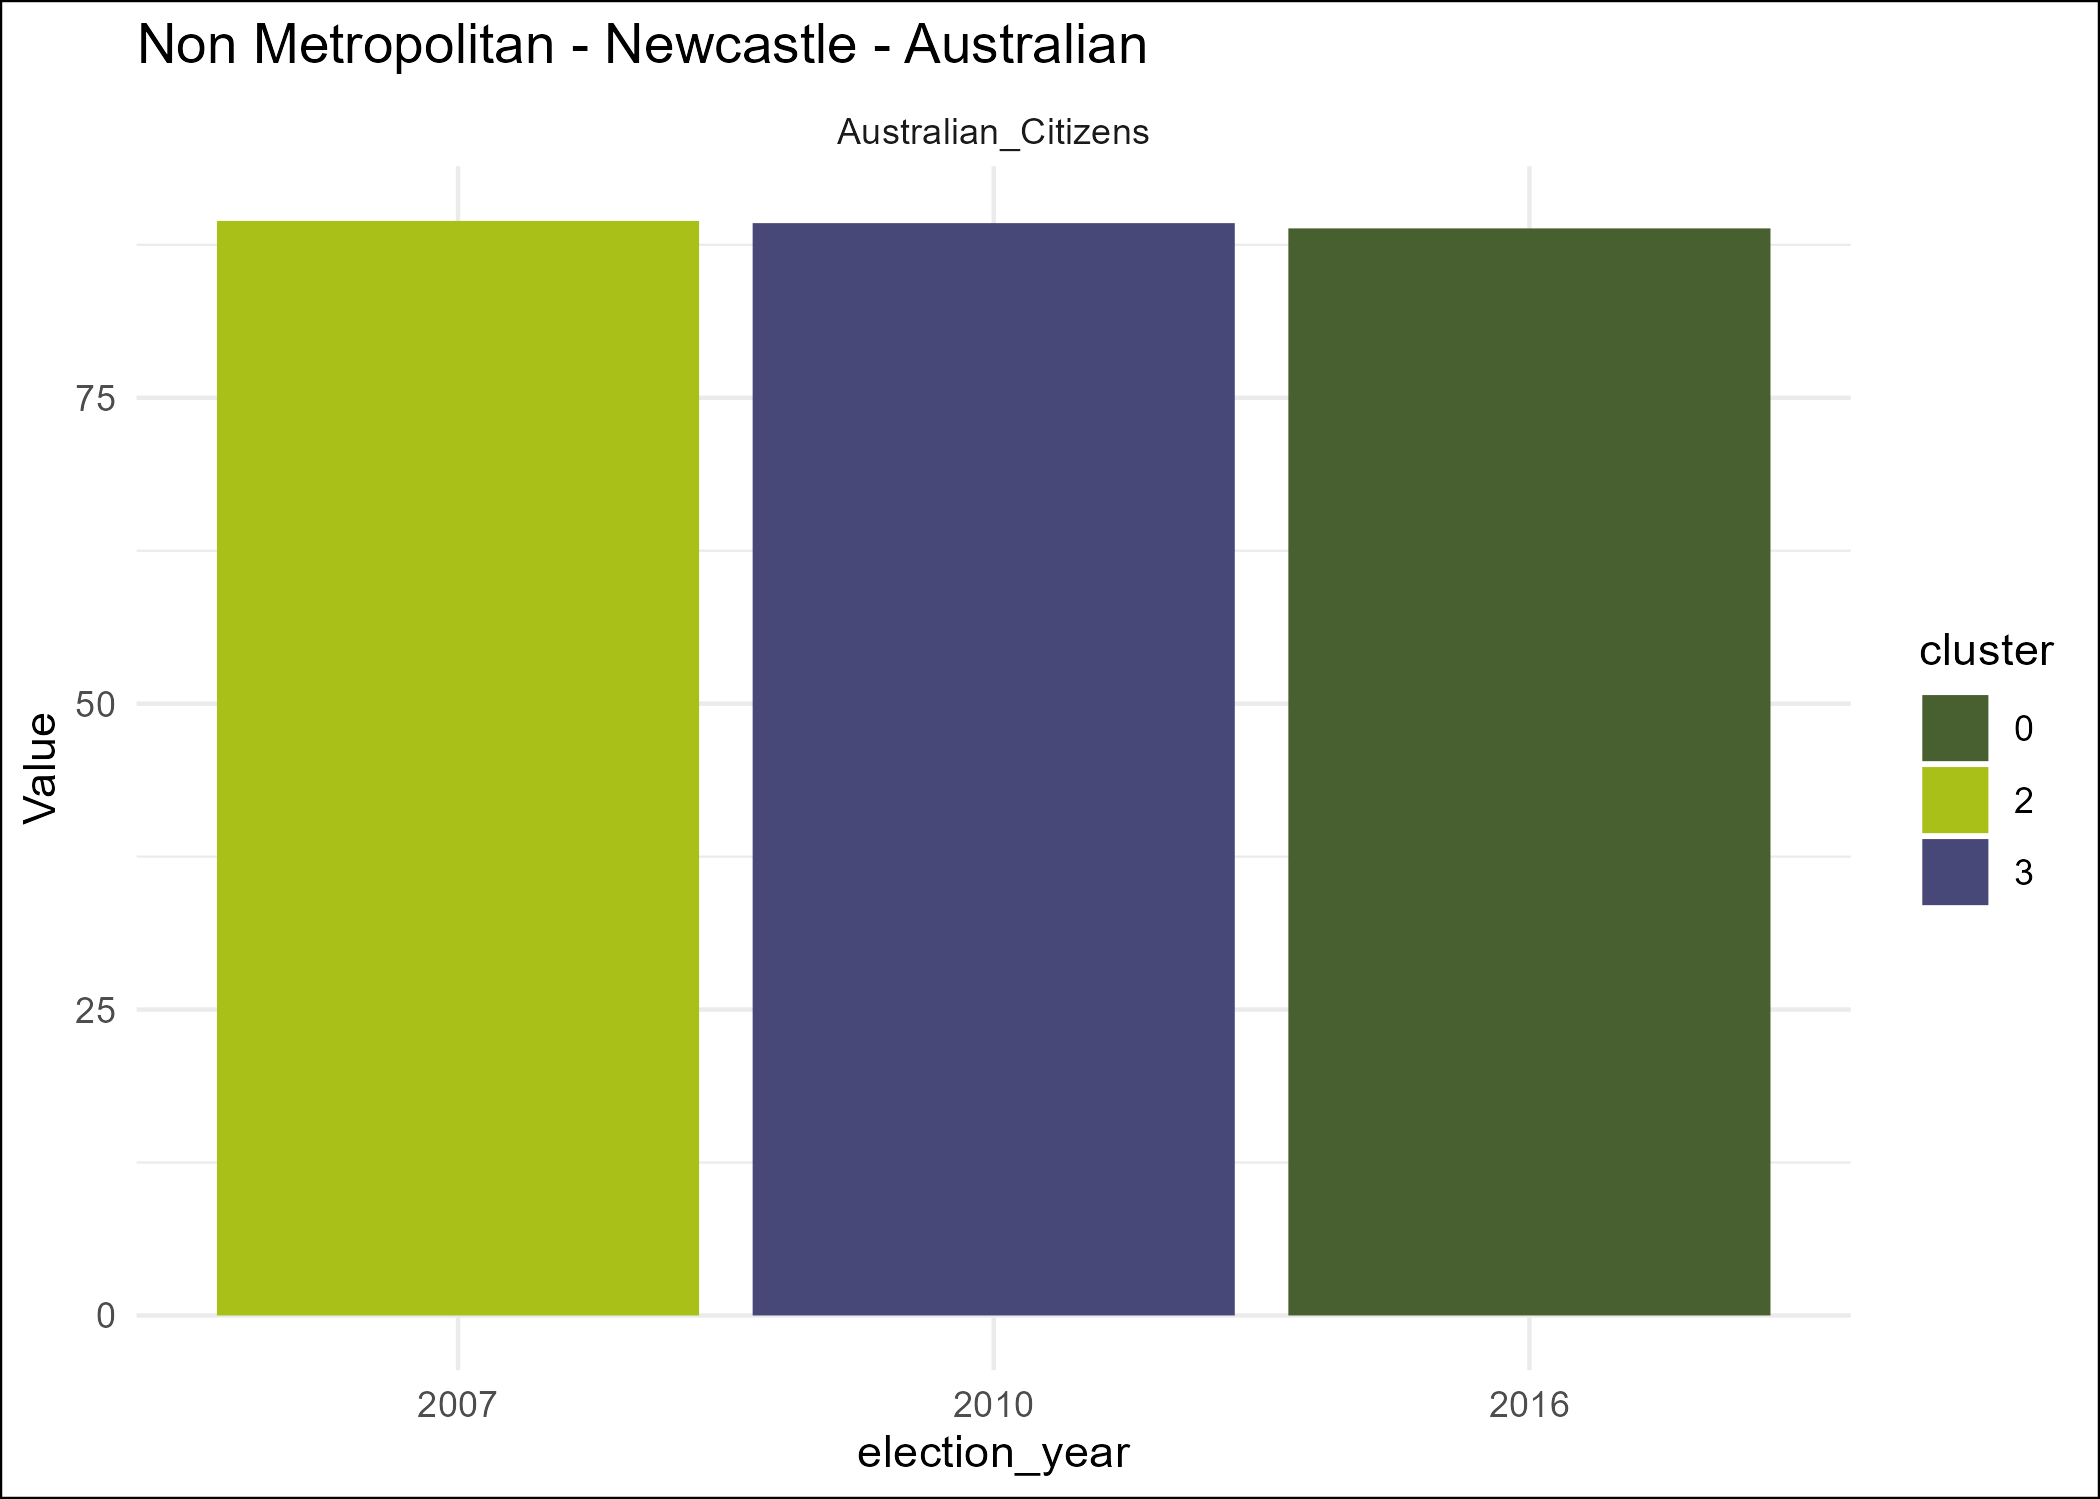 Non Metropolitan - Newcastle - Australian
Australian_Citizens
75
50
25
0
Value
2007 2010 2016
election_year
cluster
0
2
3